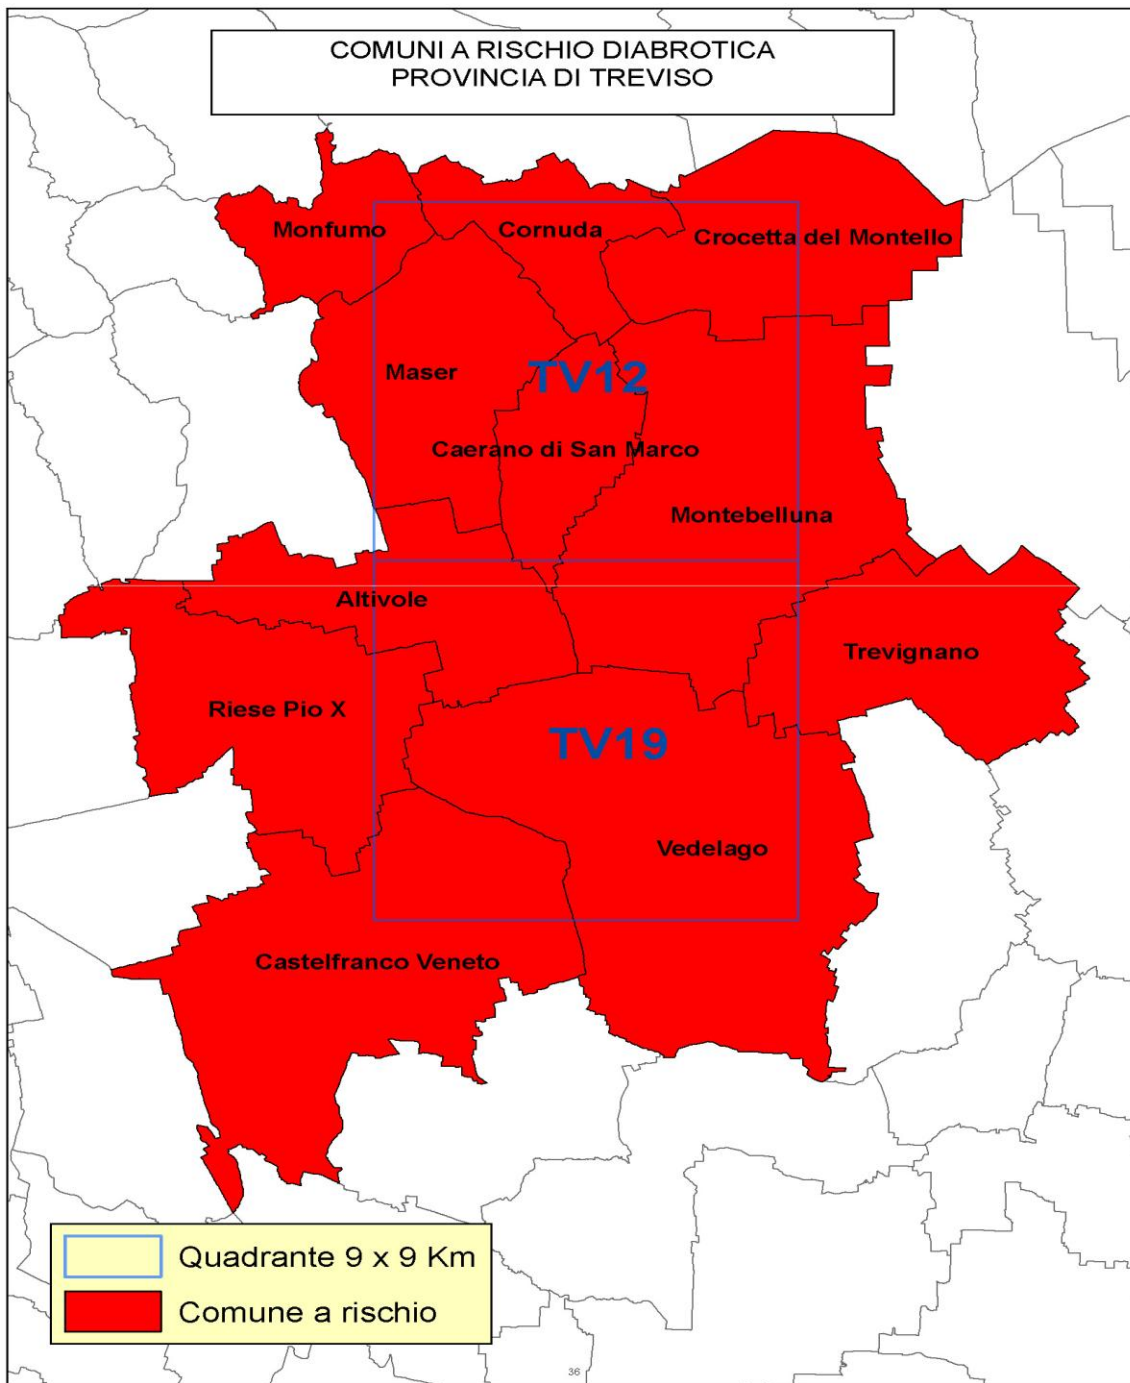 COMUNI A RISCHIO DIABROTICA
PROVINCIA DI TREVISO
Monfumo
Cornuda
Crocetta del Montello
Maser
TV12
Caerano di San Marco
Montebelluna
Altivole
Trevignano
Riese Pio X
TV19
Vedelago
Castelfranco Veneto
Quadrante 9 x 9 Km
Comune a rischio
36